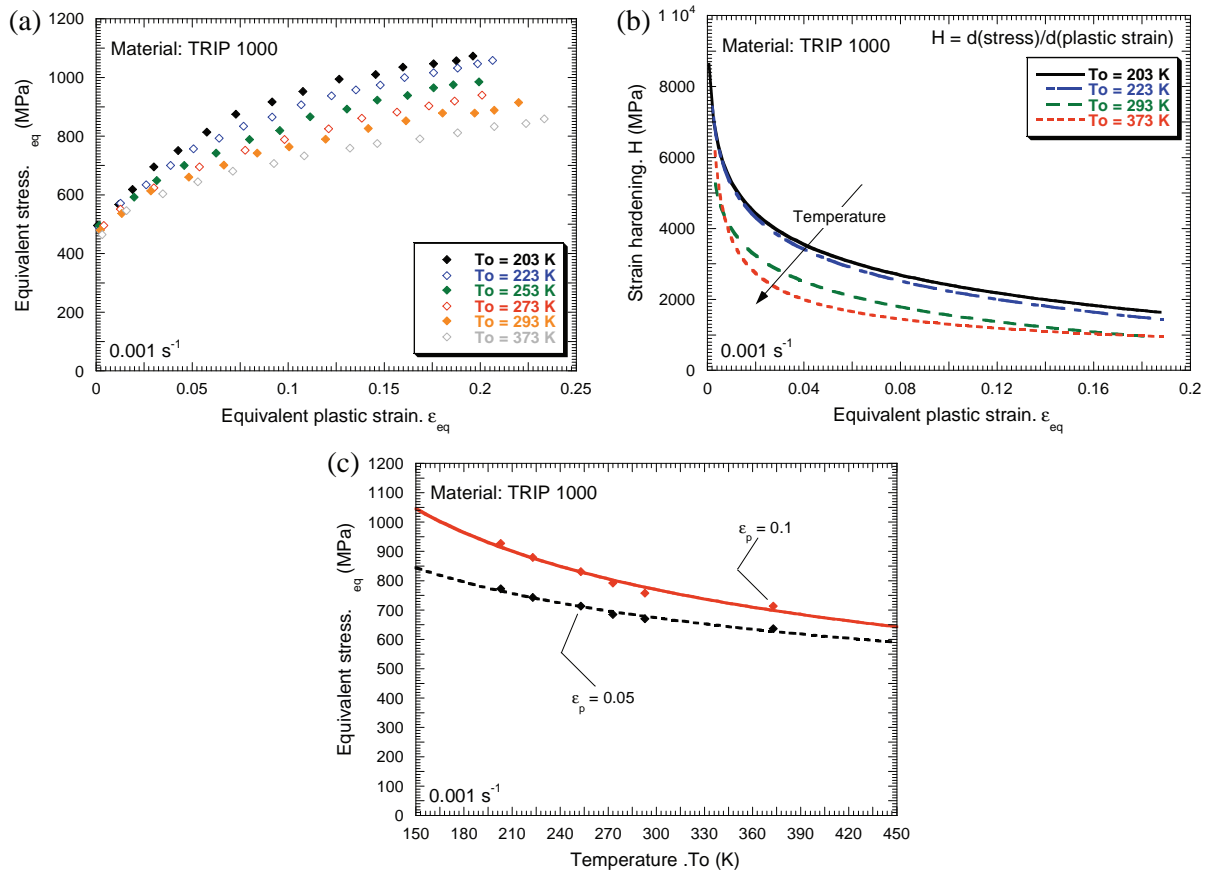 (a)
1200
1000
800
600
400
200
0
Equivalent stress. eq (MPa)
Material: TRIP 1000
To = 203 K
To = 223 K
To = 253 K
To = 273 K
To = 293 K
To = 373 K
0.001 s-1
0 0.05 0.1 0.15 0.2 0.25
Equivalent plastic strain. εeq
(b)
1 10⁴
8000
6000
4000
2000
0
Strain hardening. H (MPa)
Material: TRIP 1000
H = d(stress)/d(plastic strain)
To = 203 K
To = 223 K
To = 293 K
To = 373 K
Temperature
0.001 s-1
0 0.04 0.08 0.12 0.16 0.2
Equivalent plastic strain. εeq
(c)
1200
1100
1000
900
800
700
600
500
400
300
200
100
0
Equivalent stress. eq (MPa)
Material: TRIP 1000
εp = 0.1
εp = 0.05
0.001 s-1
150 180 210 240 270 300 330 360 390 420 450
Temperature .To (K)